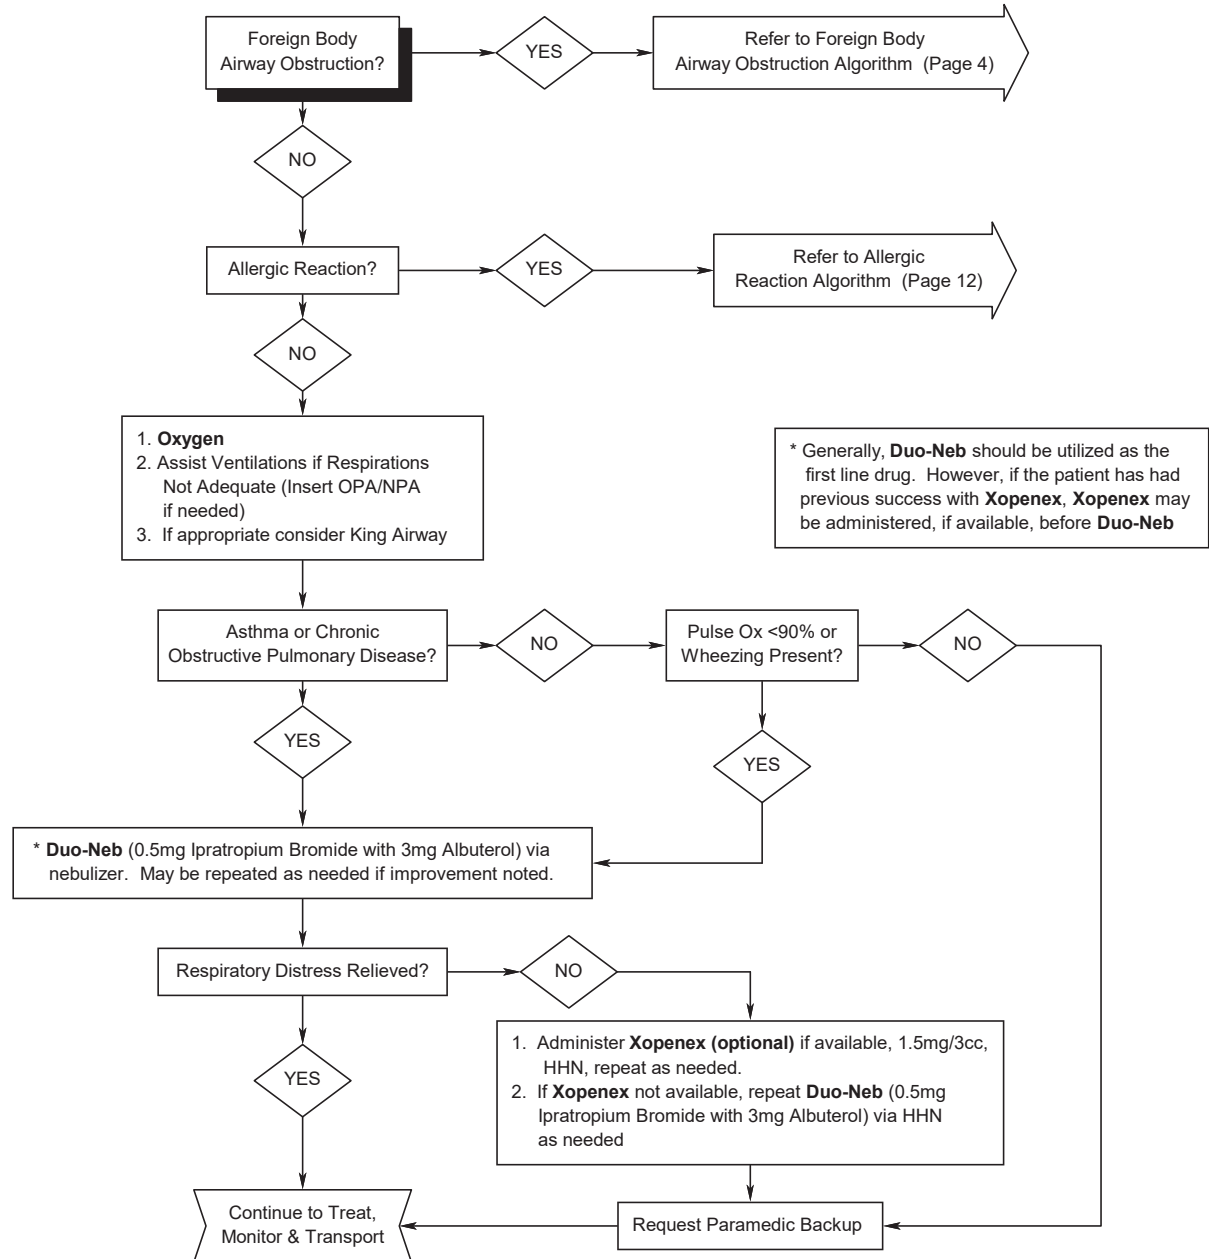 Foreign Body
Airway Obstruction?
YES
Refer to Foreign Body
Airway Obstruction Algorithm (Page 4)
NO
Allergic Reaction?
YES
Refer to Allergic
Reaction Algorithm (Page 12)
NO
1. Oxygen
2. Assist Ventilations if Respirations
Not Adequate (Insert OPA/NPA
if needed)
3. If appropriate consider King Airway
* Generally, Duo-Neb should be utilized as the
first line drug. However, if the patient has had
previous success with Xopenex, Xopenex may
be administered, if available, before Duo-Neb
Asthma or Chronic
Obstructive Pulmonary Disease?
NO
Pulse Ox <90% or
Wheezing Present?
NO
YES
YES
* Duo-Neb (0.5mg Ipratropium Bromide with 3mg Albuterol) via
nebulizer. May be repeated as needed if improvement noted.
Respiratory Distress Relieved?
NO
YES
1. Administer Xopenex (optional) if available, 1.5mg/3cc,
HHN, repeat as needed.
2. If Xopenex not available, repeat Duo-Neb (0.5mg
Ipratropium Bromide with 3mg Albuterol) via HHN
as needed
Continue to Treat,
Monitor & Transport
Request Paramedic Backup